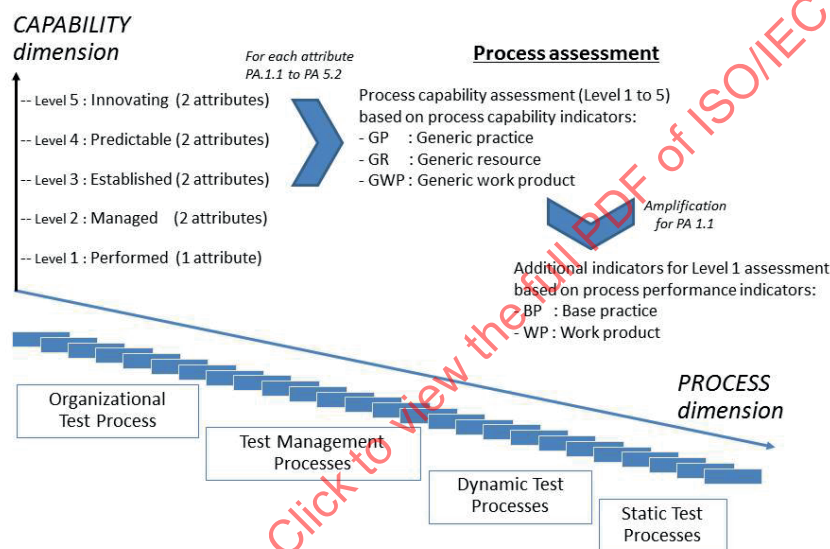 CAPABILITY
dimension
For each attribute
PA.1.1 to PA 5.2
Process assessment
-- Level 5 : Innovating (2 attributes)
-- Level 4 : Predictable (2 attributes)
-- Level 3 : Established (2 attributes)
-- Level 2 : Managed (2 attributes)
-- Level 1 : Performed (1 attribute)
Process capability assessment (Level 1 to 5)
based on process capability indicators:
- GP : Generic practice
- GR : Generic resource
- GWP : Generic work product
Amplification
for PA 1.1
Additional indicators for Level 1 assessment
based on process performance indicators:
- BP : Base practice
- WP : Work product
PROCESS
dimension
Organizational
Test Process
Test Management
Processes
Dynamic Test
Processes
Static Test
Processes
Click to view the full PDF of ISO/IEC